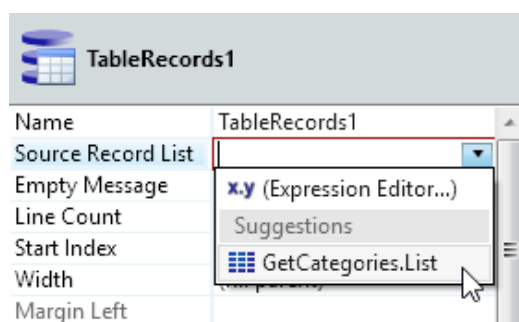 TableRecords1
Name TableRecords1
Source Record List
Empty Message x.y (Expression Editor...)
Line Count Suggestions
Start Index GetCategories.List
Width
Margin Left